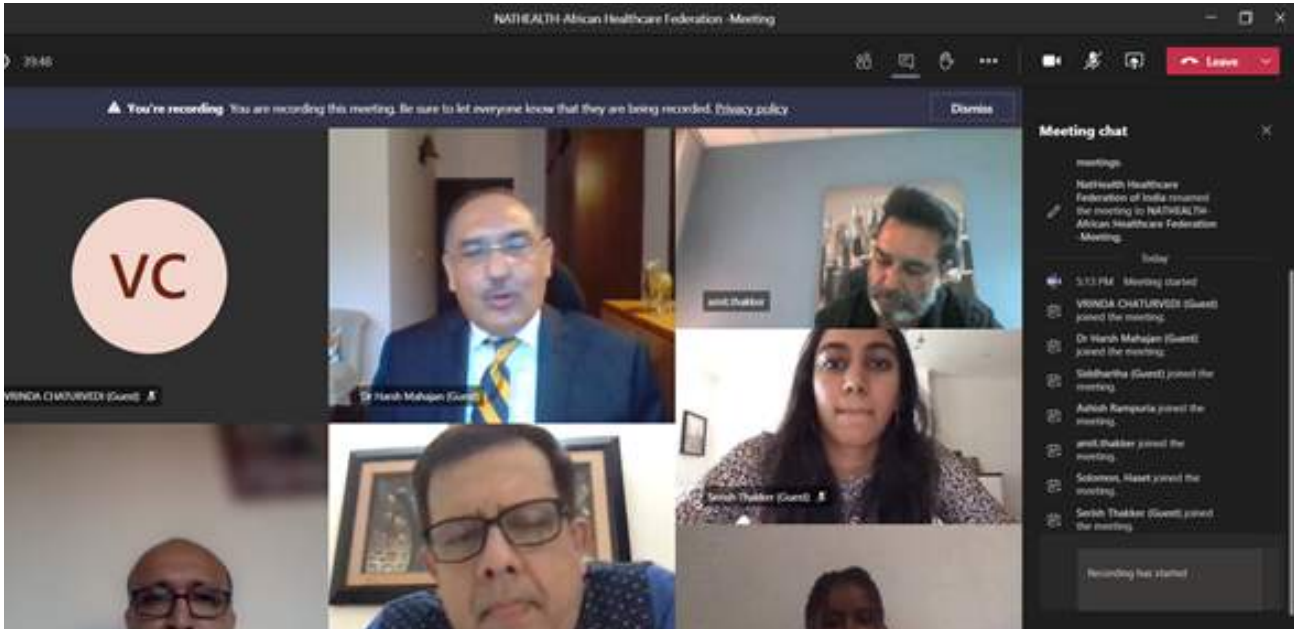 NATHEALTH-African Healthcare Federation -Meeting
39:48
Leave
You're recording You are recording this meeting. Be sure to let everyone know that they are being recorded. Privacy policy
Dismiss
VC
VRINDA CHATURVEDI (Guest)
Dr Harsh Mahajan (Guest)
amit.thakker
Serish Thakker (Guest)
Meeting chat
meetings.
NatHealth Healthcare
Federation of India renamed
the meeting to NATHEALTH-
African Healthcare Federation
-Meeting.
Today
5:13 PM Meeting started
VRINDA CHATURVEDI (Guest)
joined the meeting.
Dr Harsh Mahajan (Guest)
joined the meeting.
Siddhartha (Guest) joined the
meeting.
Ashish Rampuria joined the
meeting.
amit.thakker joined the
meeting.
Solomon, Haset joined the
meeting.
Serish Thakker (Guest) joined
the meeting.
Recording has started